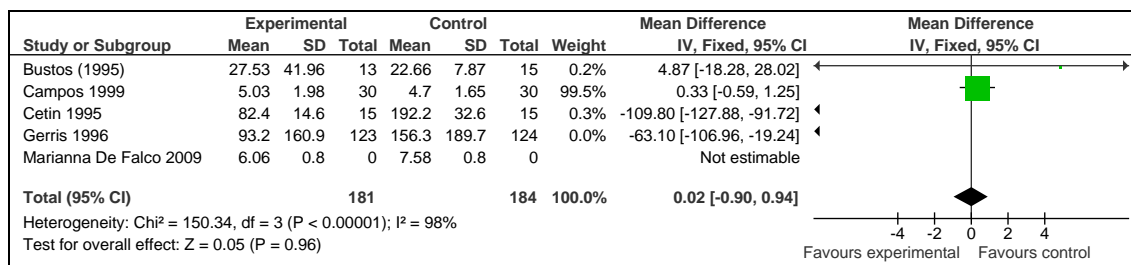 Experimental Control Mean Difference Mean Difference
Study or Subgroup Mean SD Total Mean SD Total Weight IV, Fixed, 95% CI IV, Fixed, 95% CI
Bustos (1995) 27.53 41.96 13 22.66 7.87 15 0.2% 4.87 [-18.28, 28.02]
Campos 1999 5.03 1.98 30 4.7 1.65 30 99.5% 0.33 [-0.59, 1.25]
Cetin 1995 82.4 14.6 15 192.2 32.6 15 0.3% -109.80 [-127.88, -91.72]
Gerris 1996 93.2 160.9 123 156.3 189.7 124 0.0% -63.10 [-106.96, -19.24]
Marianna De Falco 2009 6.06 0.8 0 7.58 0.8 0 Not estimable
Total (95% CI) 181 184 100.0% 0.02 [-0.90, 0.94]
Heterogeneity: Chi² = 150.34, df = 3 (P < 0.00001); I² = 98%
Test for overall effect: Z = 0.05 (P = 0.96)
-4 -2 0 2 4
Favours experimental Favours control